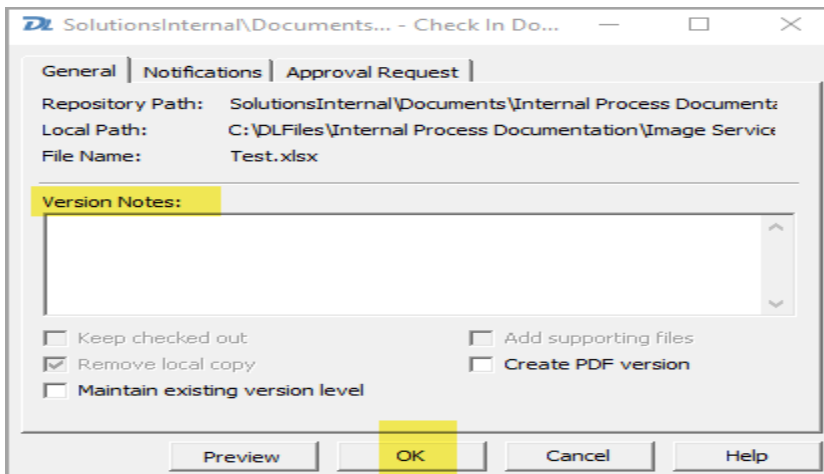 DL SolutionsInternal\Documents... - Check In Do...
General Notifications Approval Request
Repository Path: SolutionsInternal\Documents\Internal Process Documenta
Local Path: C:\DLFiles\Internal Process Documentation\Image Service
File Name: Test.xlsx
Version Notes:
Keep checked out Add supporting files
Remove local copy Create PDF version
Maintain existing version level
Preview OK Cancel Help